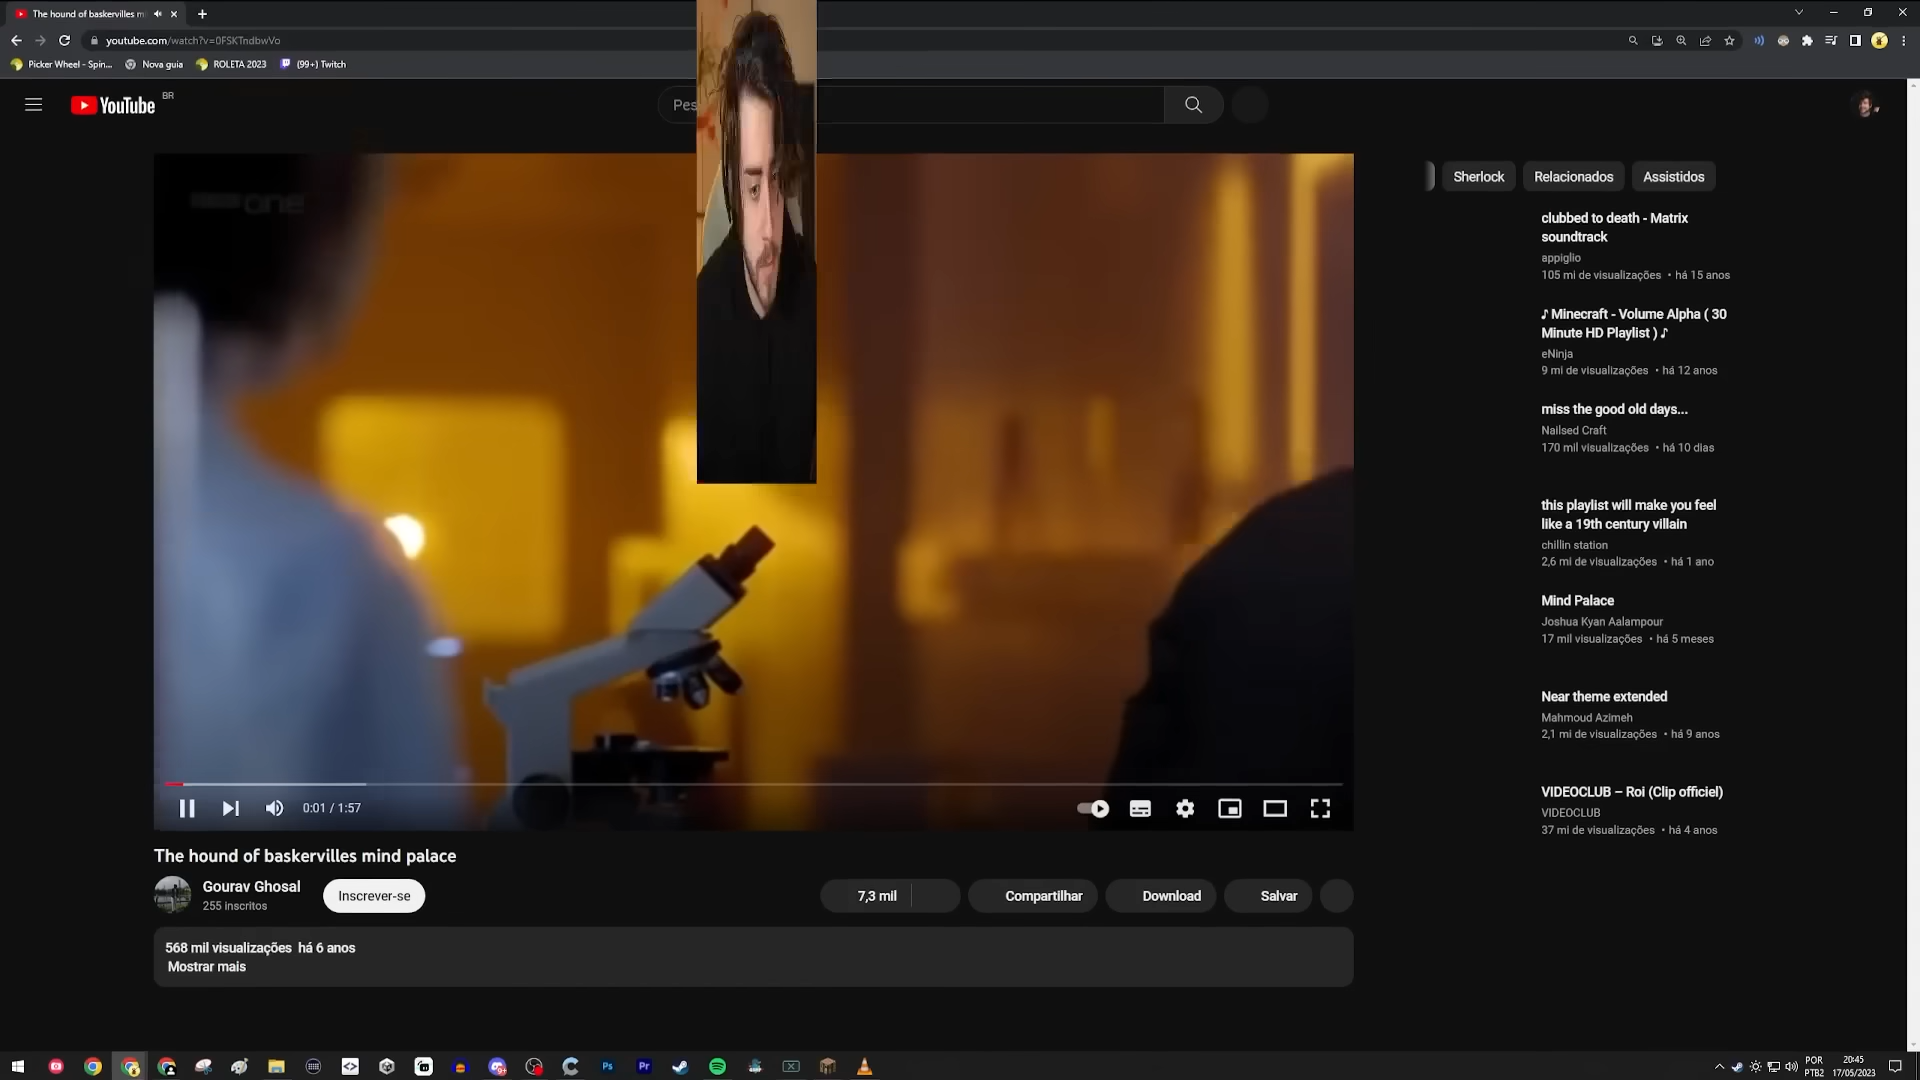 The hound of baskervilles m
youtube.com/watch?v=0FSKTndbwVo
Picker Wheel - Spin...
Nova guia
ROLETA 2023
(99+) Twitch
YouTube
BR
Pes
ONE
Sherlock
Relacionados
Assistidos
clubbed to death - Matrix
soundtrack
appiglio
105 mi de visualizações • há 15 anos
♪ Minecraft - Volume Alpha ( 30
Minute HD Playlist ) ♪
eNinja
9 mi de visualizações • há 12 anos
miss the good old days...
Nailsed Craft
170 mil visualizações • há 10 dias
this playlist will make you feel
like a 19th century villain
chillin station
2,6 mi de visualizações • há 1 ano
Mind Palace
Joshua Kyan Aalampour
17 mil visualizações • há 5 meses
Near theme extended
Mahmoud Azimeh
2,1 mi de visualizações • há 9 anos
VIDEOCLUB – Roi (Clip officiel)
VIDEOCLUB
37 mi de visualizações • há 4 anos
0:01 / 1:57
The hound of baskervilles mind palace
Gourav Ghosal
255 inscritos
Inscrever-se
7,3 mil
Compartilhar
Download
Salvar
568 mil visualizações há 6 anos
Mostrar mais
Ps
Pr
POR
PTB2
20:45
17/05/2023